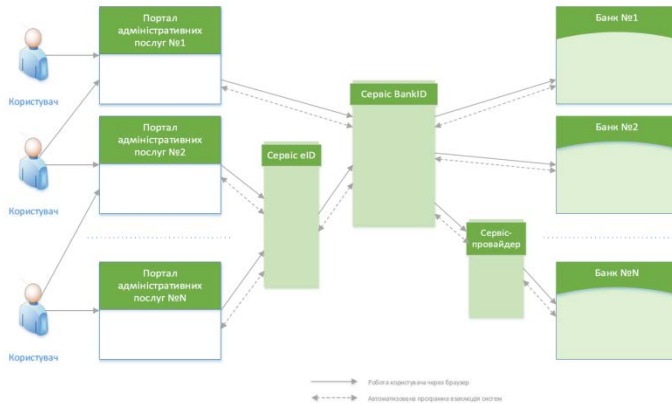 Портал
адміністративних
послуг №1
Користувач
Портал
адміністративних
послуг №2
Користувач
Портал
адміністративних
послуг №N
Користувач
Сервіс eID
Сервіс BankID
Сервіс-
провайдер
Банк №1
Банк №2
Банк №N
Робота користувача через браузер
Автоматизована програмна взаємодія систем